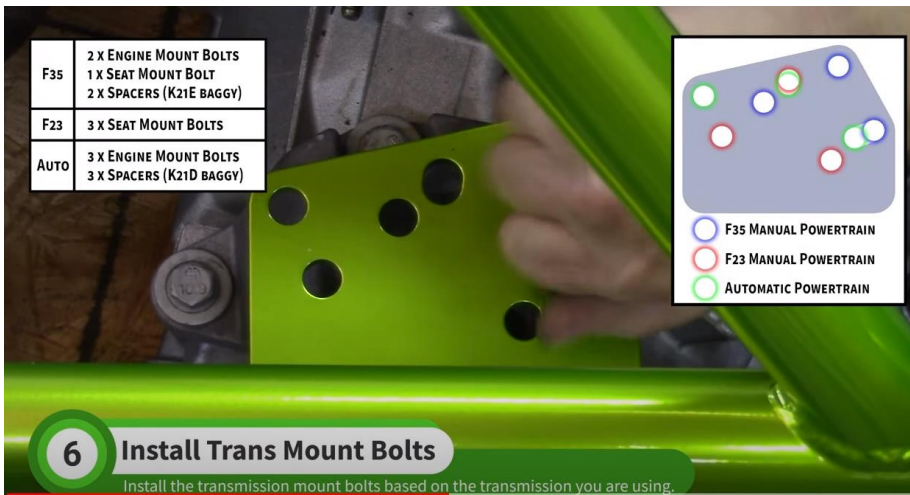 F35
2 x Engine Mount Bolts
1 x Seat Mount Bolt
2 x Spacers (K21E baggy)
F23
3 x Seat Mount Bolts
Auto
3 x Engine Mount Bolts
3 x Spacers (K21D baggy)
F35 Manual Powertrain
F23 Manual Powertrain
Automatic Powertrain
10.9
6
Install Trans Mount Bolts
Install the transmission mount bolts based on the transmission you are using.